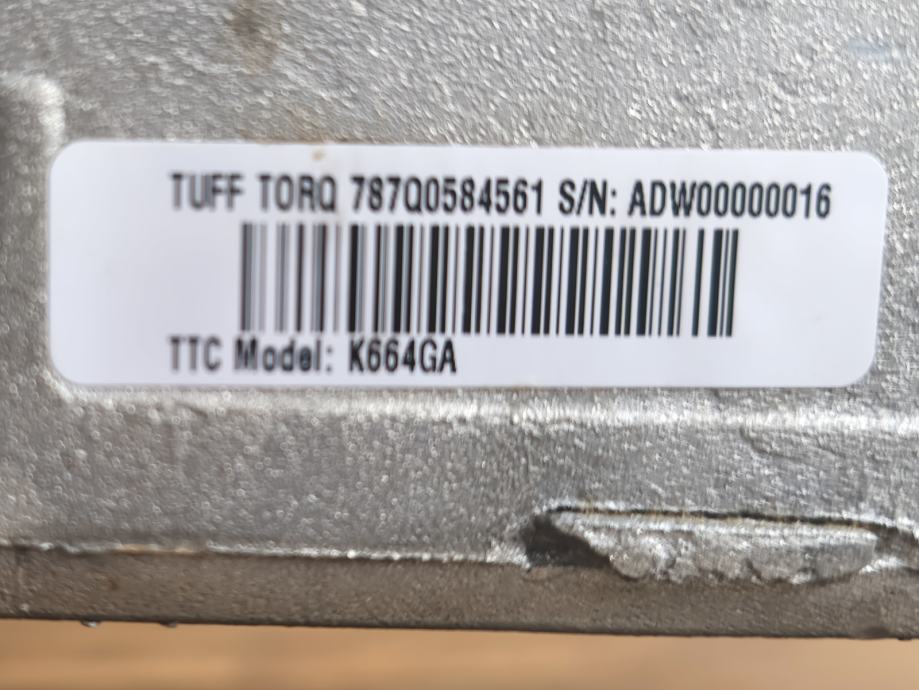 TUFF TORQ 787Q0584561 S/N: ADW00000016
TTC Model: K664GA